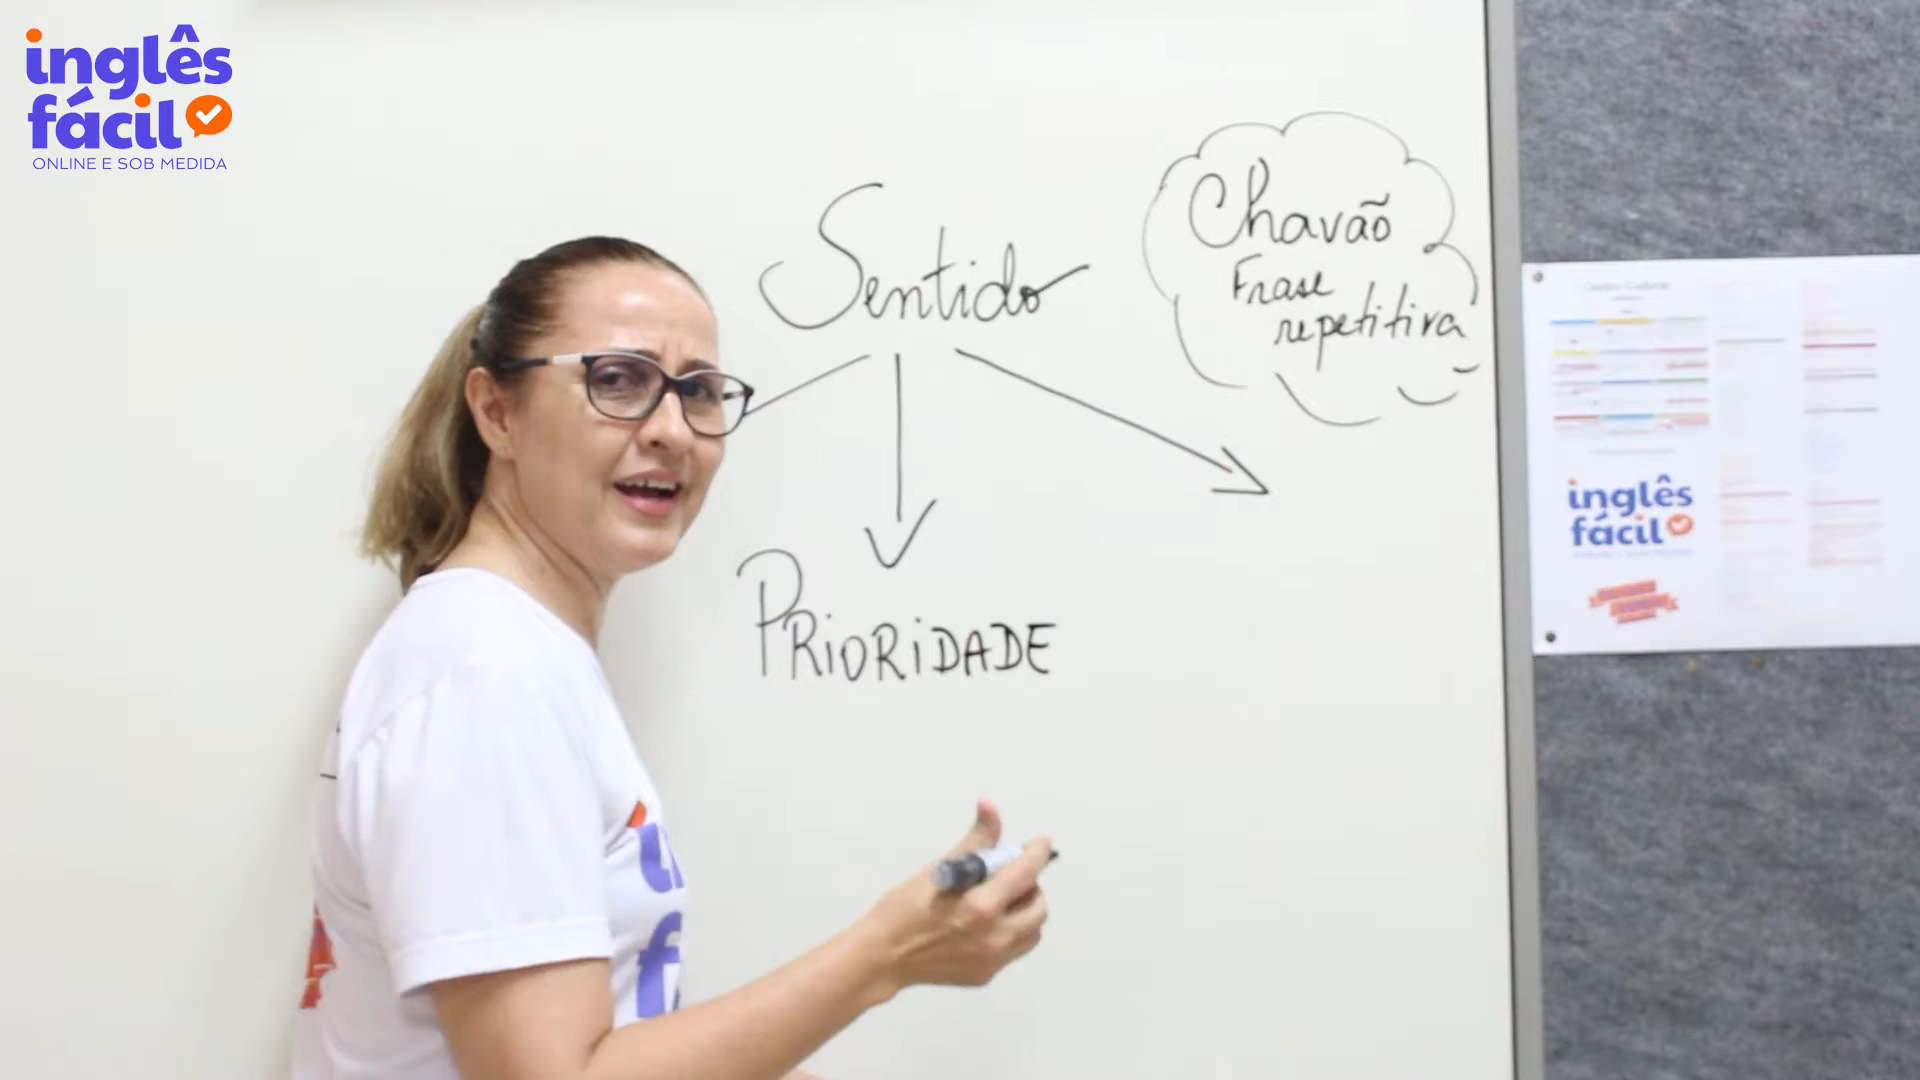 inglês
fácil
ONLINE E SOB MEDIDA
Sentido
Chavão
Frase
repetitiva
PRiORiDADE
inglês
fácil